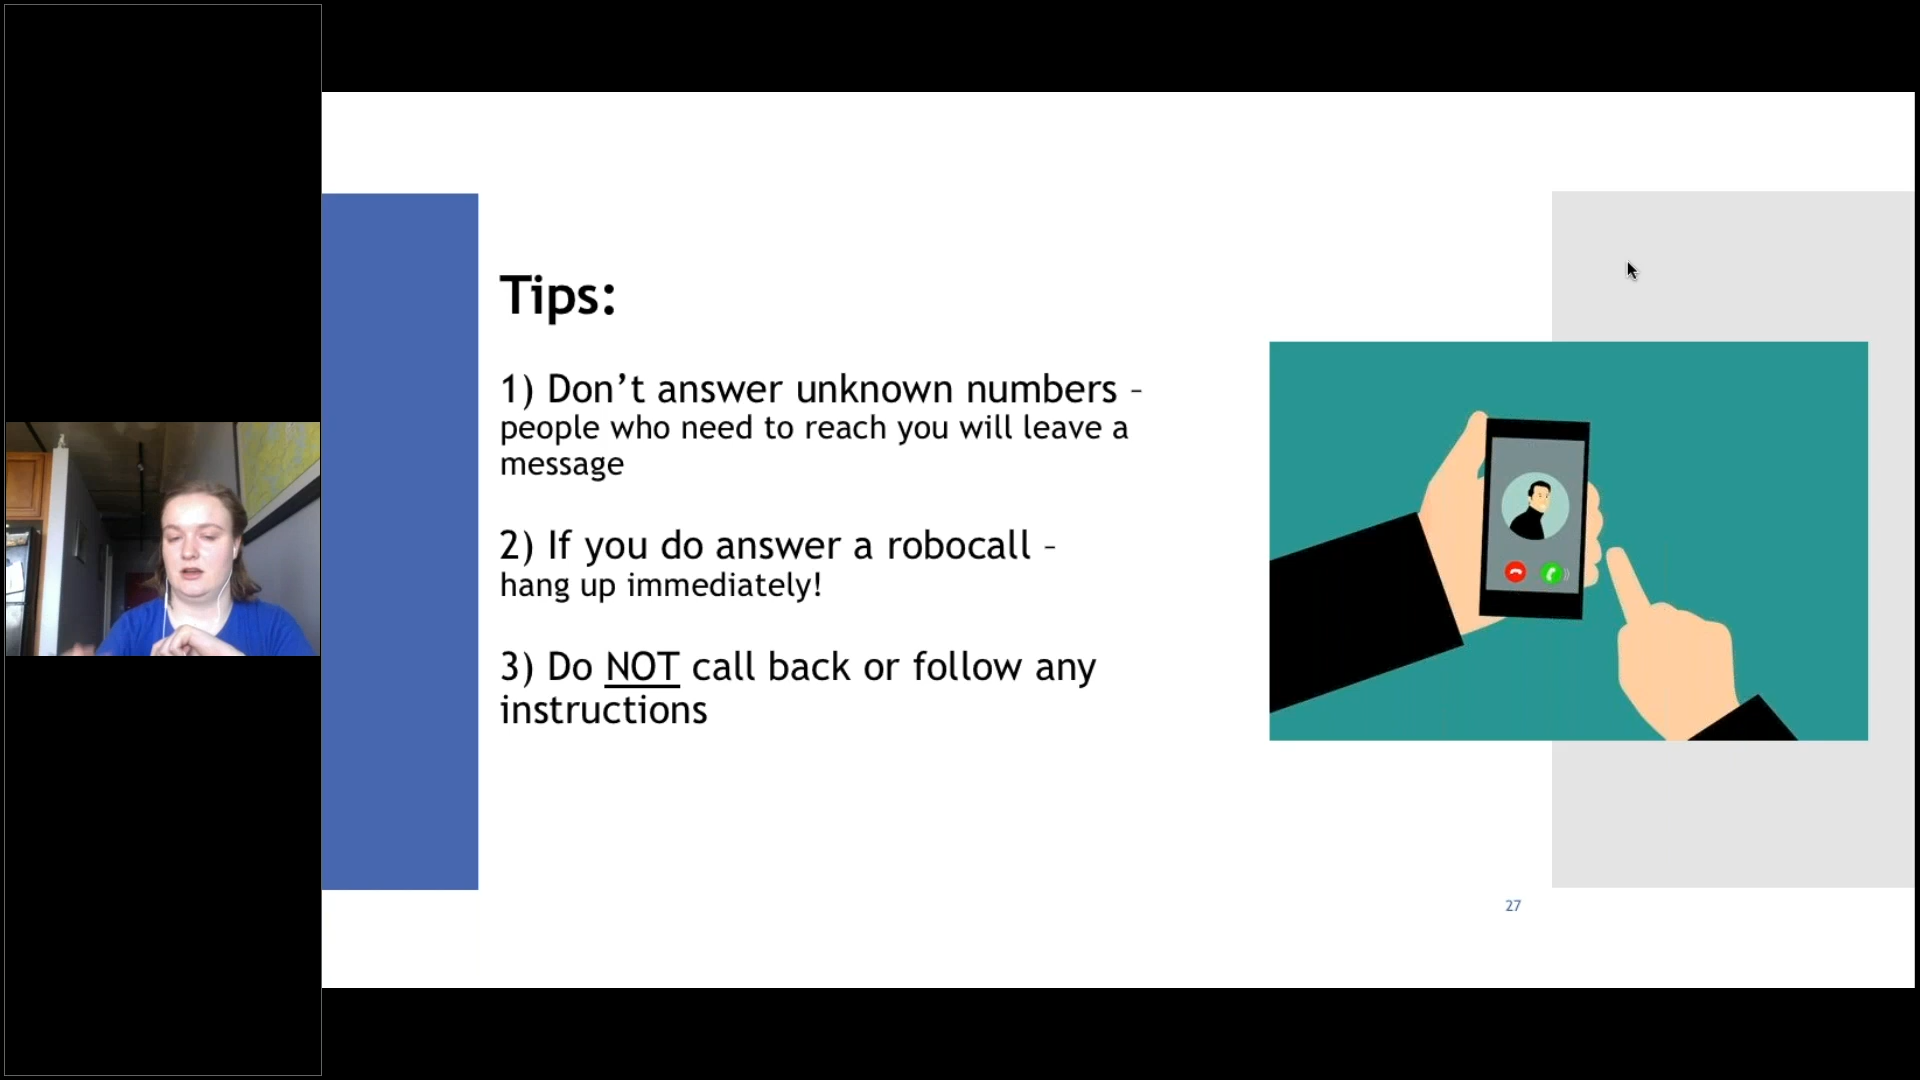 Tips:
1) Don’t answer unknown numbers –
people who need to reach you will leave a
message
2) If you do answer a robocall –
hang up immediately!
3) Do NOT call back or follow any
instructions
27